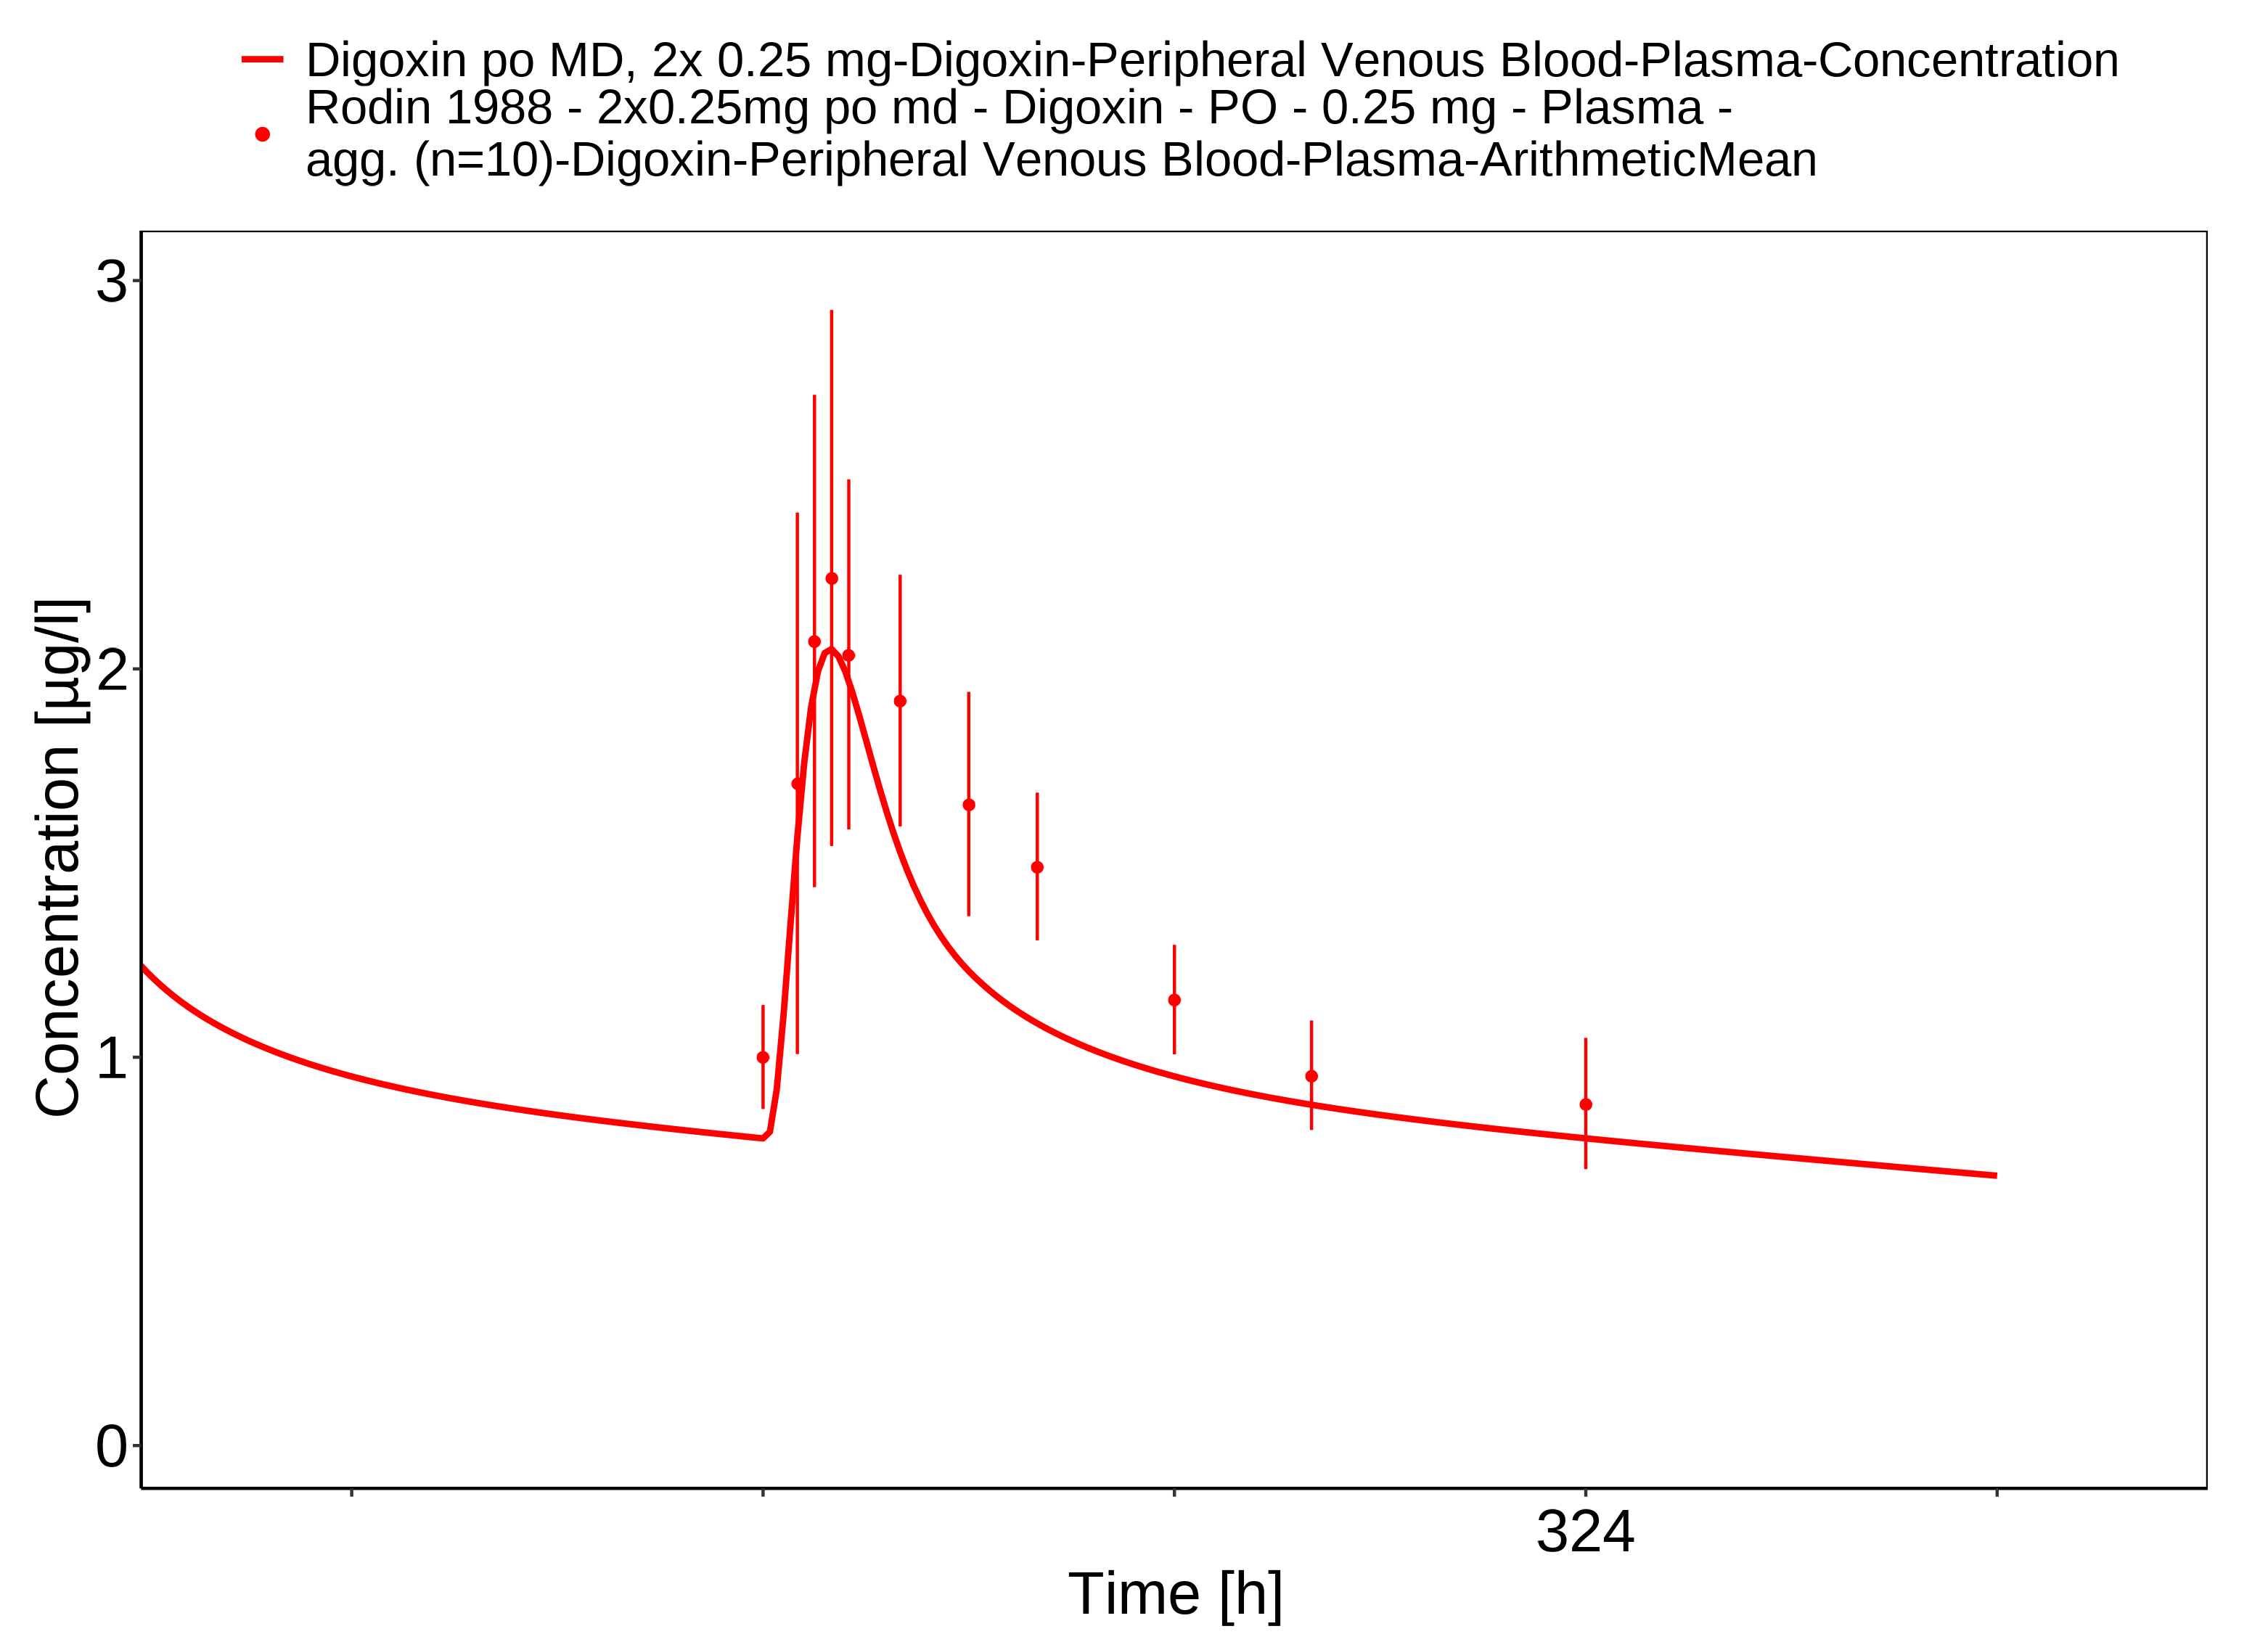 Digoxin po MD, 2x 0.25 mg-Digoxin-Peripheral Venous Blood-Plasma-Concentration
Rodin 1988 - 2x0.25mg po md - Digoxin - PO - 0.25 mg - Plasma -
agg. (n=10)-Digoxin-Peripheral Venous Blood-Plasma-ArithmeticMean
3
2
1
0
Concentration [µg/l]
324
Time [h]